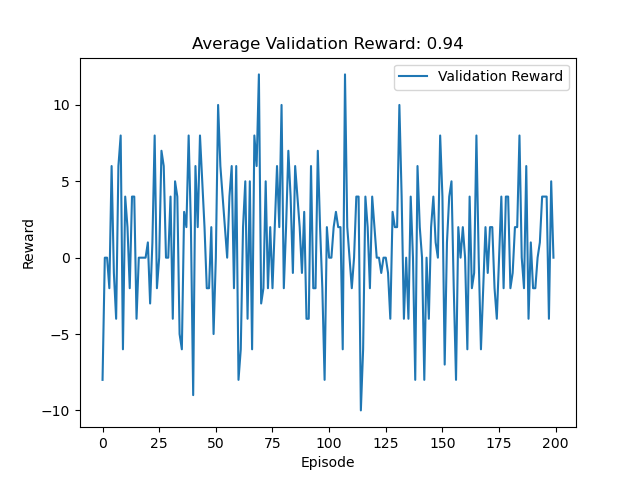 Average Validation Reward: 0.94
Validation Reward
10
5
0
−5
−10
Reward
0 25 50 75 100 125 150 175 200
Episode